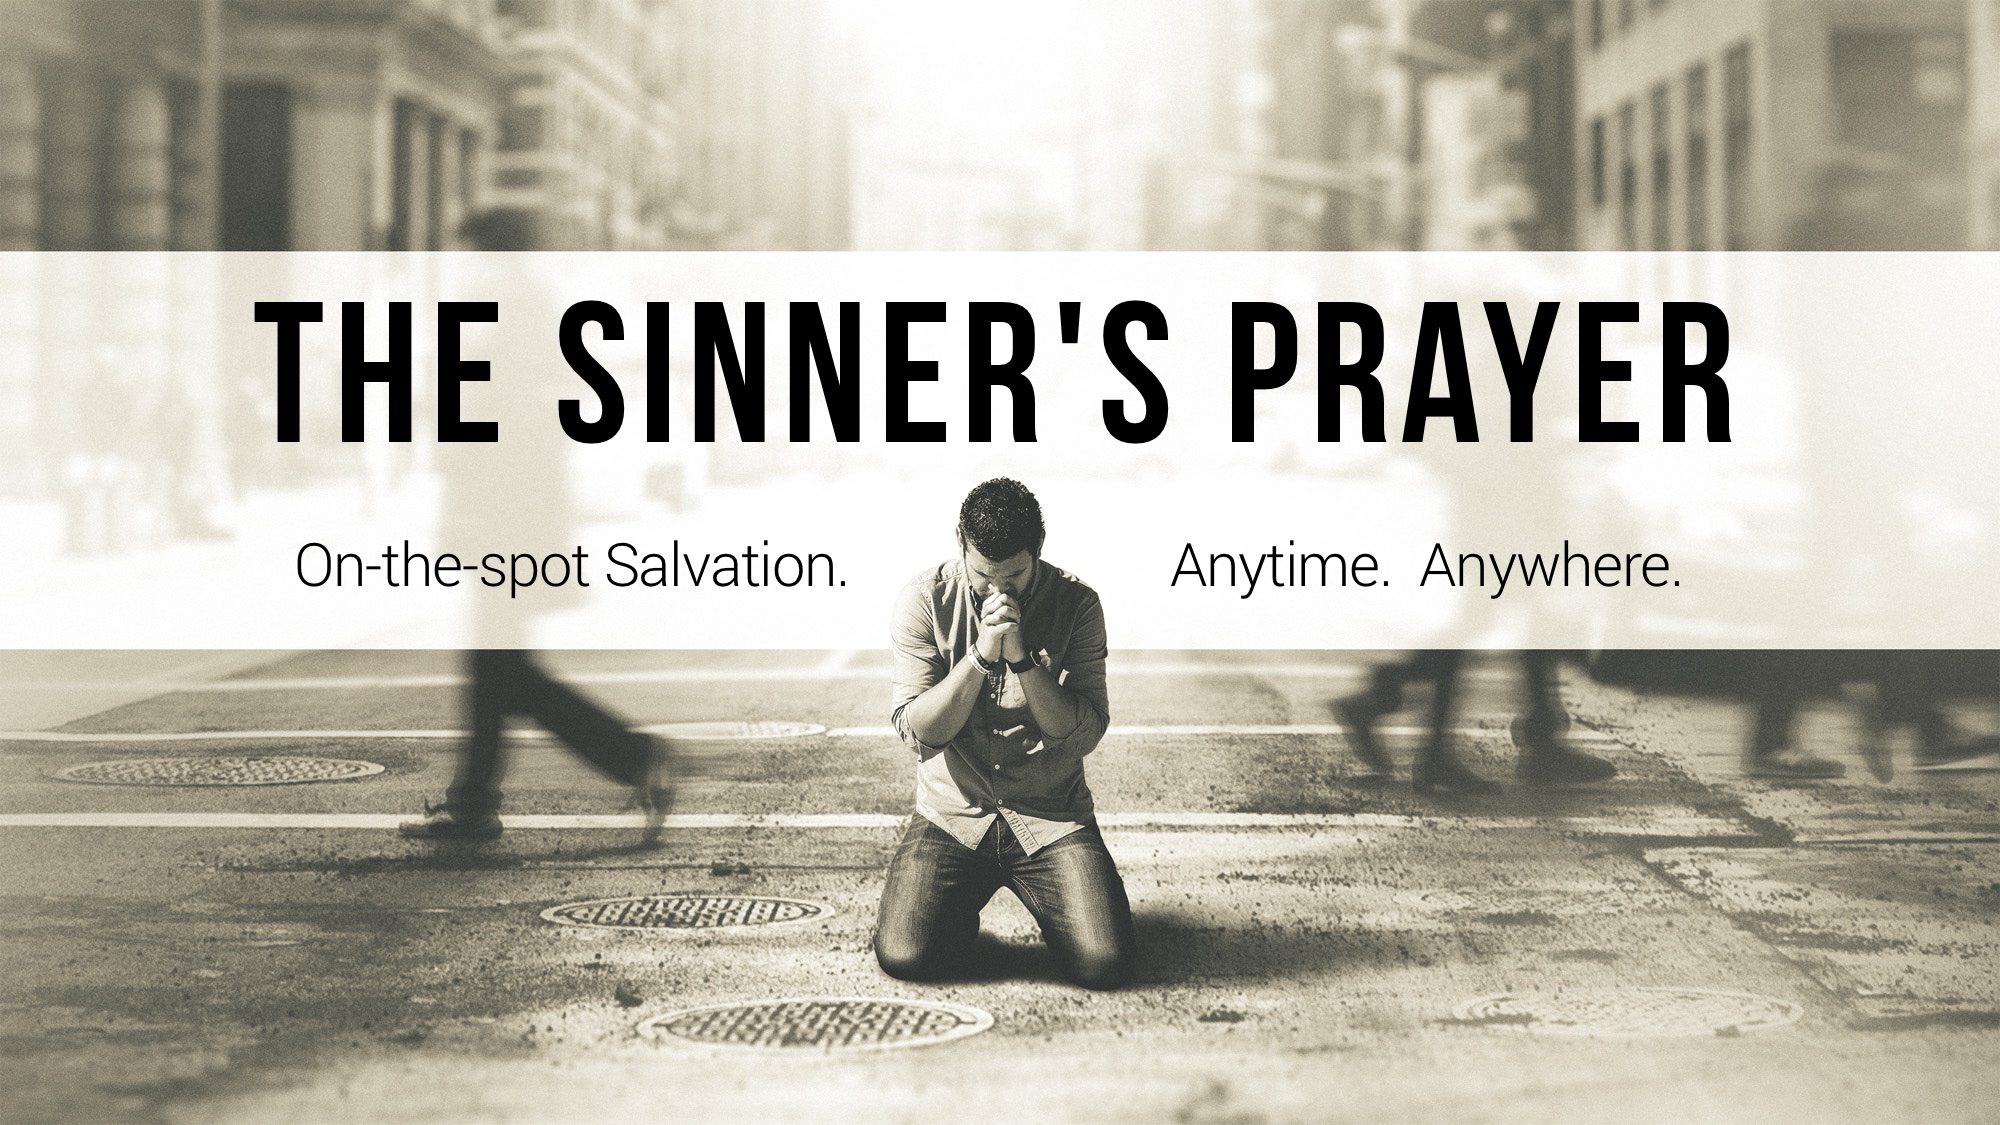 THE SINNER'S PRAYER
On-the-spot Salvation. Anytime. Anywhere.